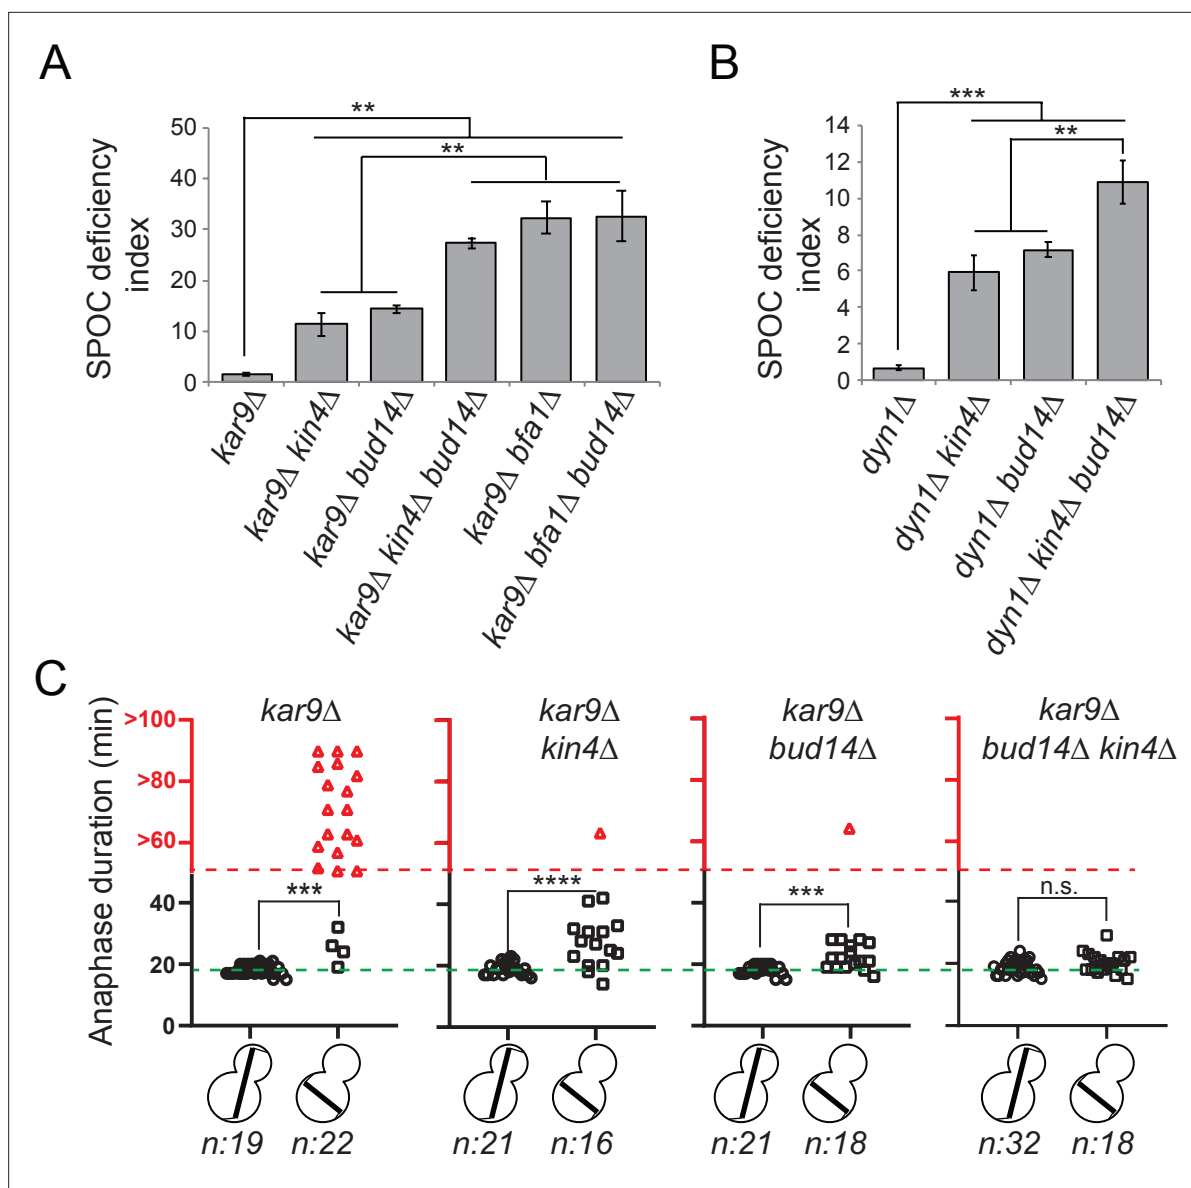 A
SPOC deficiency
index
50
40
30
20
10
0
**
**
kar9Δ
kar9Δ kin4Δ
kar9Δ bud14Δ
kar9Δ kin4Δ bud14Δ
kar9Δ bfa1Δ
kar9Δ bfa1Δ bud14Δ
B
SPOC deficiency
index
14
12
10
8
6
4
2
0
***
**
dyn1Δ
dyn1Δ kin4Δ
dyn1Δ bud14Δ
dyn1Δ kin4Δ bud14Δ
C
Anaphase duration (min)
>100
>80
>60
40
20
0
kar9Δ
***
n:19 n:22
kar9Δ
kin4Δ
****
n:21 n:16
kar9Δ
bud14Δ
***
n:21 n:18
kar9Δ
bud14Δ kin4Δ
n.s.
n:32 n:18